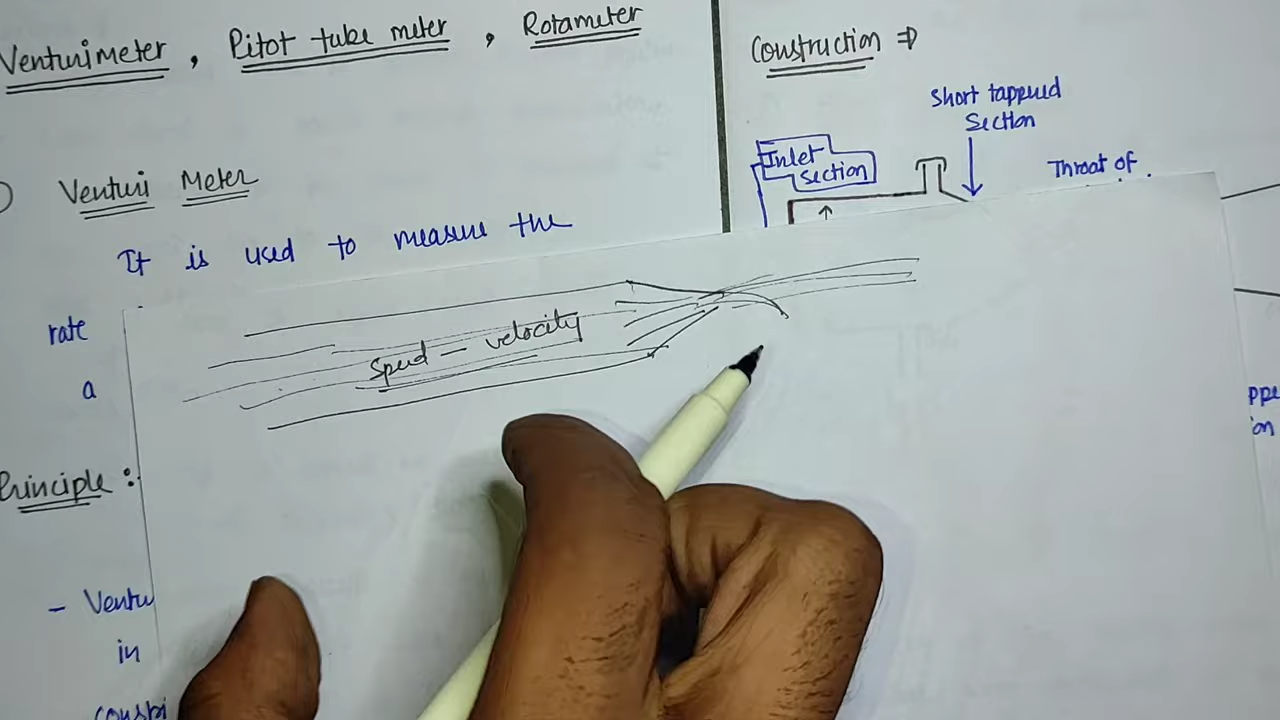 Venturimeter, Pitot tube meter, Rotameter
Venturi Meter
It is used to measure the
rate
a
Principle :-
- Ventu
in
Construction ⇒
Short tappered
Section
Inlet
section
Throat of
Speed - velocity